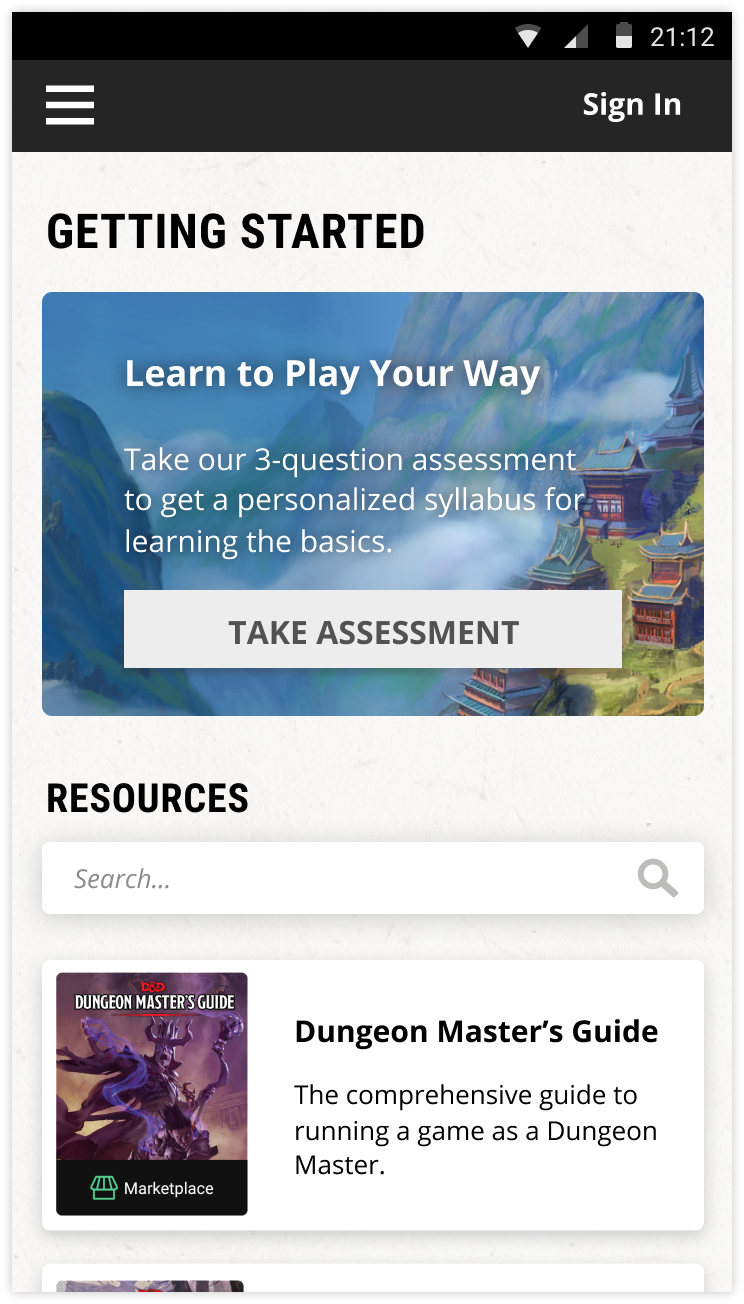 21:12
Sign In
GETTING STARTED
Learn to Play Your Way
Take our 3-question assessment
to get a personalized syllabus for
learning the basics.
TAKE ASSESSMENT
RESOURCES
Search...
D&D
DUNGEON MASTER'S GUIDE
Marketplace
Dungeon Master’s Guide
The comprehensive guide to
running a game as a Dungeon
Master.